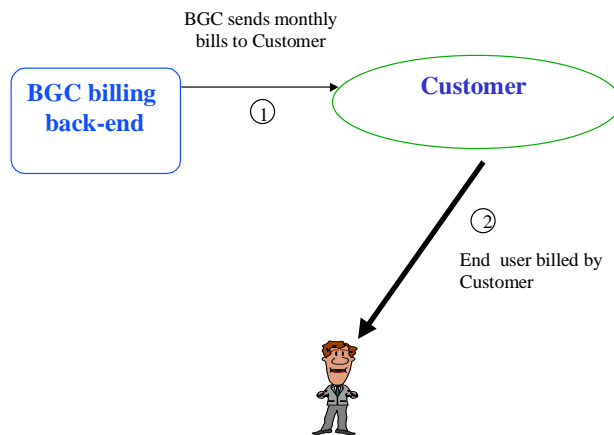 BGC sends monthly
bills to Customer
BGC billing
back-end
Customer
1
2
End user billed by
Customer